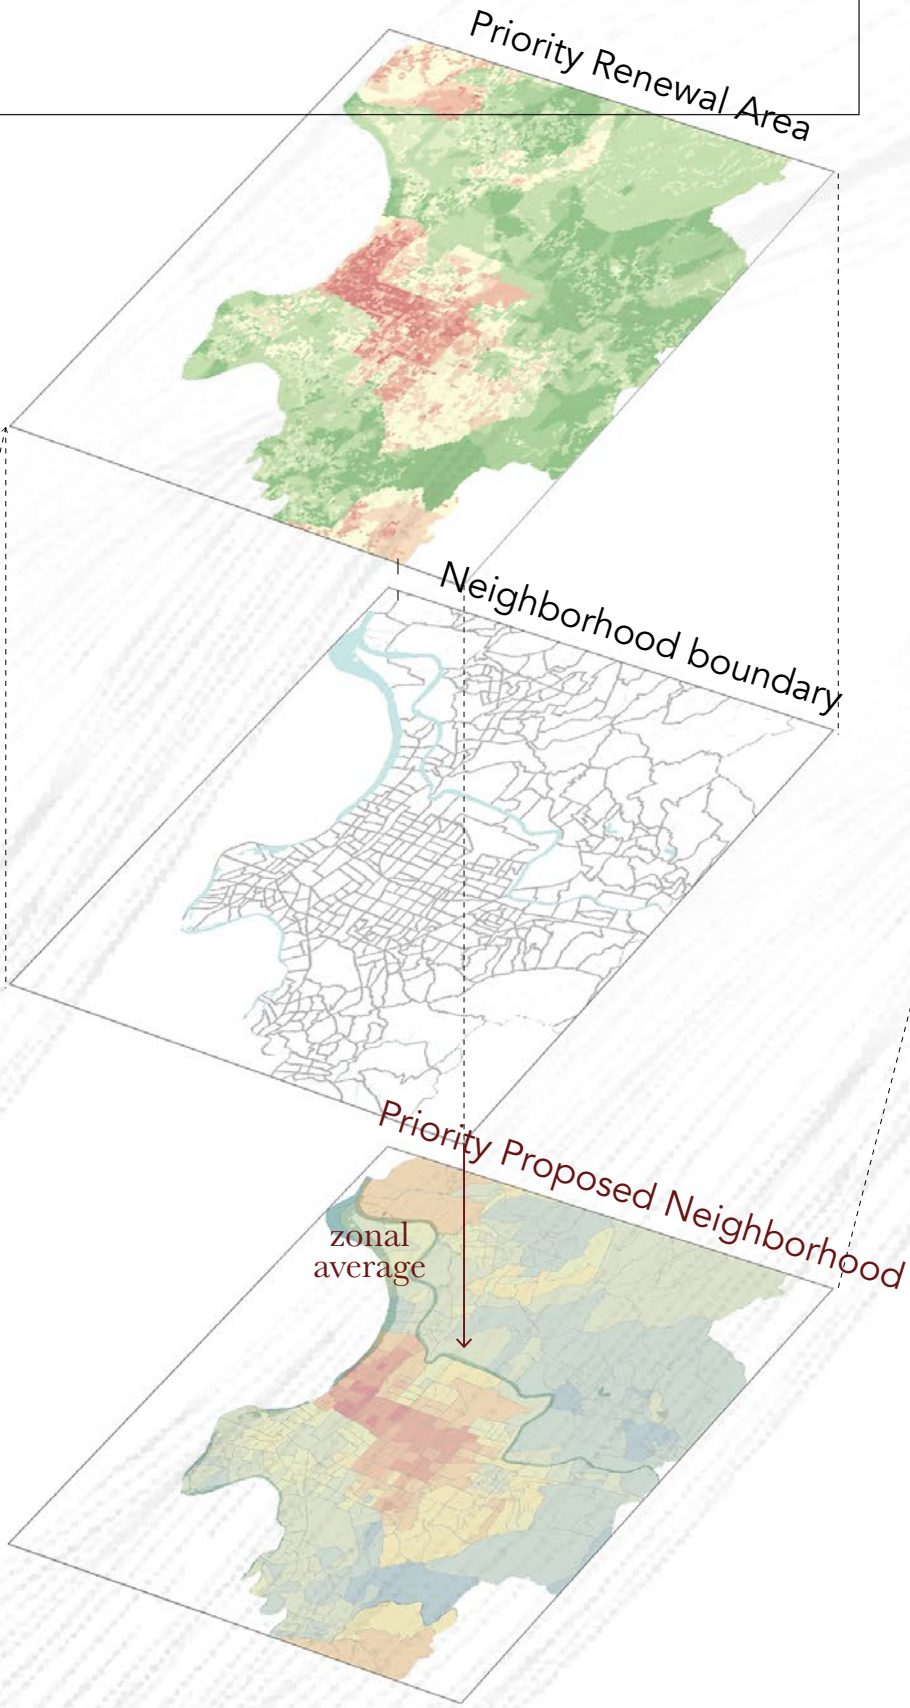 Priority Renewal Area
Neighborhood boundary
Priority Proposed Neighborhood
zonal
average